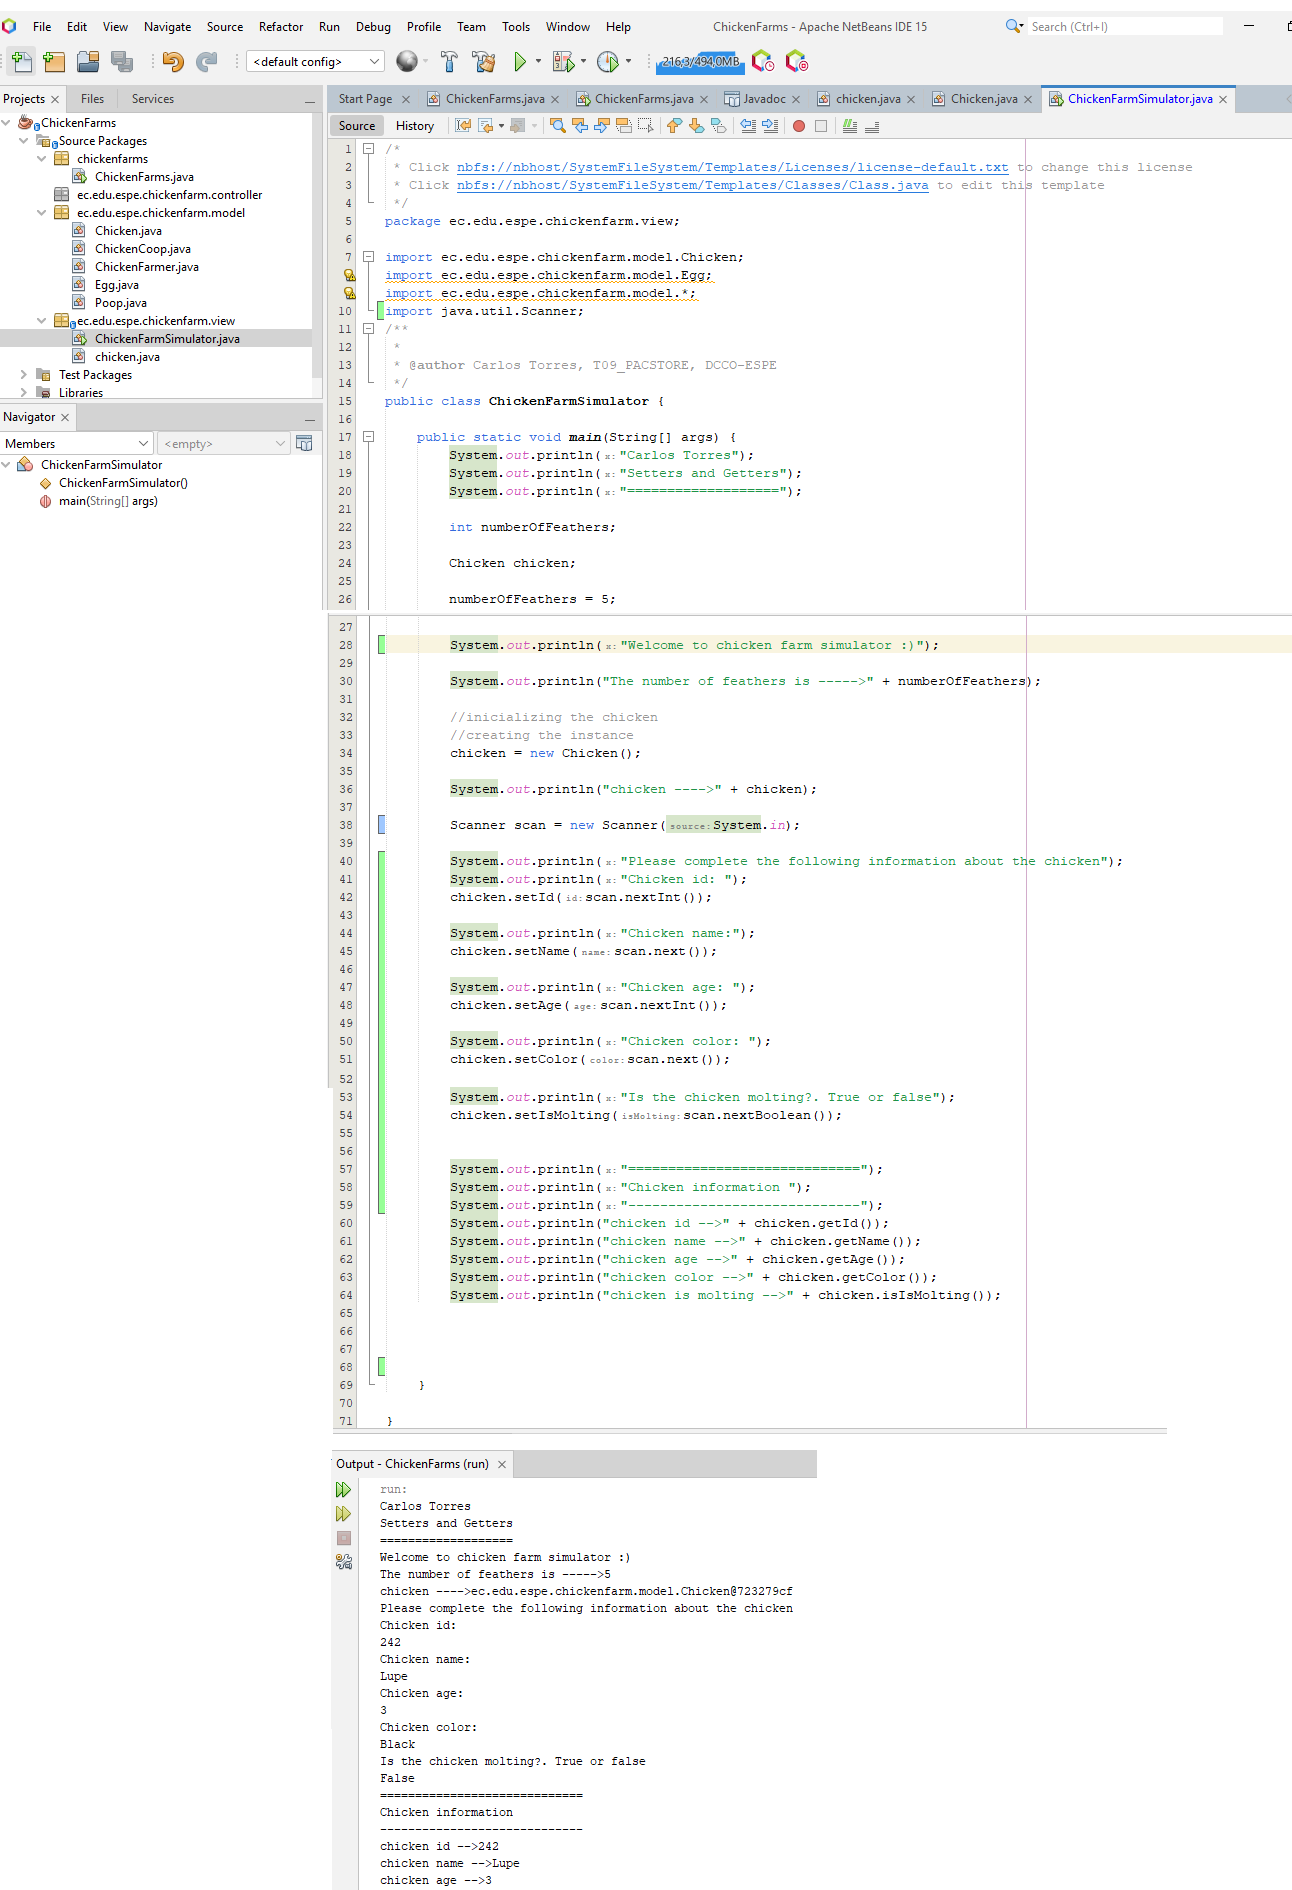 File Edit View Navigate Source Refactor Run Debug Profile Team Tools Window Help ChickenFarms - Apache NetBeans IDE 15 Search (Ctrl+I)
<default config> 216,3/494,0MB
Projects Files Services
ChickenFarms
Source Packages
chickenfarms
ChickenFarms.java
ec.edu.espe.chickenfarm.controller
ec.edu.espe.chickenfarm.model
Chicken.java
ChickenCoop.java
ChickenFarmer.java
Egg.java
Poop.java
ec.edu.espe.chickenfarm.view
ChickenFarmSimulator.java
chicken.java
Test Packages
Libraries
Navigator
Members <empty>
ChickenFarmSimulator
ChickenFarmSimulator()
main(String[] args)
Start Page ChickenFarms.java ChickenFarms.java Javadoc chicken.java Chicken.java ChickenFarmSimulator.java
Source History
1 /*
2 * Click nbfs://nbhost/SystemFileSystem/Templates/Licenses/license-default.txt to change this license
3 * Click nbfs://nbhost/SystemFileSystem/Templates/Classes/Class.java to edit this template
4 */
5 package ec.edu.espe.chickenfarm.view;
6
7 import ec.edu.espe.chickenfarm.model.Chicken;
import ec.edu.espe.chickenfarm.model.Egg;
import ec.edu.espe.chickenfarm.model.*;
10 import java.util.Scanner;
11 /**
12 *
13 * @author Carlos Torres, T09_PACSTORE, DCCO-ESPE
14 */
15 public class ChickenFarmSimulator {
16
17 public static void main(String[] args) {
18 System.out.println(x:"Carlos Torres");
19 System.out.println(x:"Setters and Getters");
20 System.out.println(x:"===================");
21
22 int numberOfFeathers;
23
24 Chicken chicken;
25
26 numberOfFeathers = 5;
27
28 System.out.println(x:"Welcome to chicken farm simulator :)");
29
30 System.out.println("The number of feathers is ----->" + numberOfFeathers);
31
32 //inicializing the chicken
33 //creating the instance
34 chicken = new Chicken();
35
36 System.out.println("chicken ---->" + chicken);
37
38 Scanner scan = new Scanner(source:System.in);
39
40 System.out.println(x:"Please complete the following information about the chicken");
41 System.out.println(x:"Chicken id: ");
42 chicken.setId(id:scan.nextInt());
43
44 System.out.println(x:"Chicken name:");
45 chicken.setName(name:scan.next());
46
47 System.out.println(x:"Chicken age: ");
48 chicken.setAge(age:scan.nextInt());
49
50 System.out.println(x:"Chicken color: ");
51 chicken.setColor(color:scan.next());
52
53 System.out.println(x:"Is the chicken molting?. True or false");
54 chicken.setIsMolting(isMolting:scan.nextBoolean());
55
56
57 System.out.println(x:"=============================");
58 System.out.println(x:"Chicken information ");
59 System.out.println(x:"-----------------------------");
60 System.out.println("chicken id -->" + chicken.getId());
61 System.out.println("chicken name -->" + chicken.getName());
62 System.out.println("chicken age -->" + chicken.getAge());
63 System.out.println("chicken color -->" + chicken.getColor());
64 System.out.println("chicken is molting -->" + chicken.isIsMolting());
65
66
67
68
69 }
70
71 }
Output - ChickenFarms (run)
run:
Carlos Torres
Setters and Getters
===================
Welcome to chicken farm simulator :)
The number of feathers is ----->5
chicken ---->ec.edu.espe.chickenfarm.model.Chicken@723279cf
Please complete the following information about the chicken
Chicken id:
242
Chicken name:
Lupe
Chicken age:
3
Chicken color:
Black
Is the chicken molting?. True or false
False
=============================
Chicken information
-----------------------------
chicken id -->242
chicken name -->Lupe
chicken age -->3